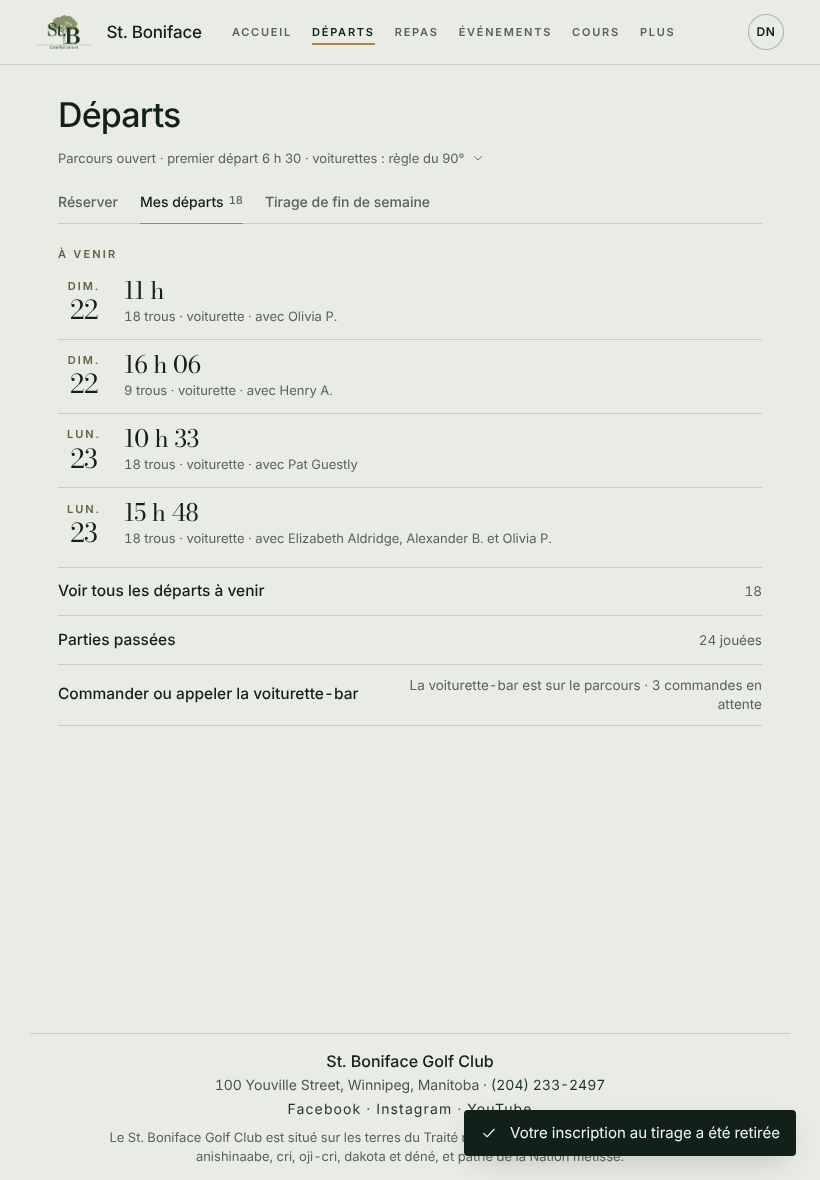 StB
St. Boniface
ACCUEIL
DÉPARTS
REPAS
ÉVÉNEMENTS
COURS
PLUS
DN
Départs
Parcours ouvert · premier départ 6 h 30 · voiturettes : règle du 90°
Réserver
Mes départs 18
Tirage de fin de semaine
À VENIR
DIM.
22
11 h
18 trous · voiturette · avec Olivia P.
DIM.
22
16 h 06
9 trous · voiturette · avec Henry A.
LUN.
23
10 h 33
18 trous · voiturette · avec Pat Guestly
LUN.
23
15 h 48
18 trous · voiturette · avec Elizabeth Aldridge, Alexander B. et Olivia P.
Voir tous les départs à venir
18
Parties passées
24 jouées
Commander ou appeler la voiturette-bar
La voiturette-bar est sur le parcours · 3 commandes en
attente
St. Boniface Golf Club
100 Youville Street, Winnipeg, Manitoba · (204) 233-2497
Facebook · Instagram · YouTube
Le St. Boniface Golf Club est situé sur les terres du Traité
anishinaabe, cri, oji-cri, dakota et déné, et patrie de la Nation métisse.
Votre inscription au tirage a été retirée